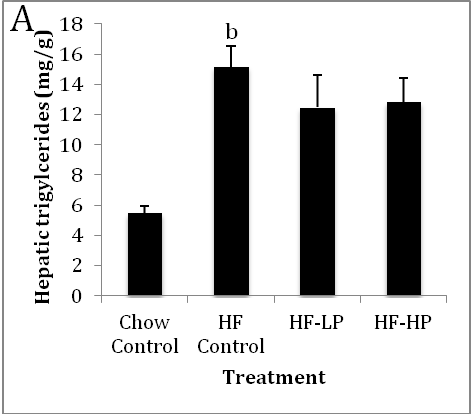 A
Hepatic trigylcerides (mg/g)
18
16
14
12
10
8
6
4
2
0
b
Chow
Control
HF
Control
HF-LP
HF-HP
Treatment